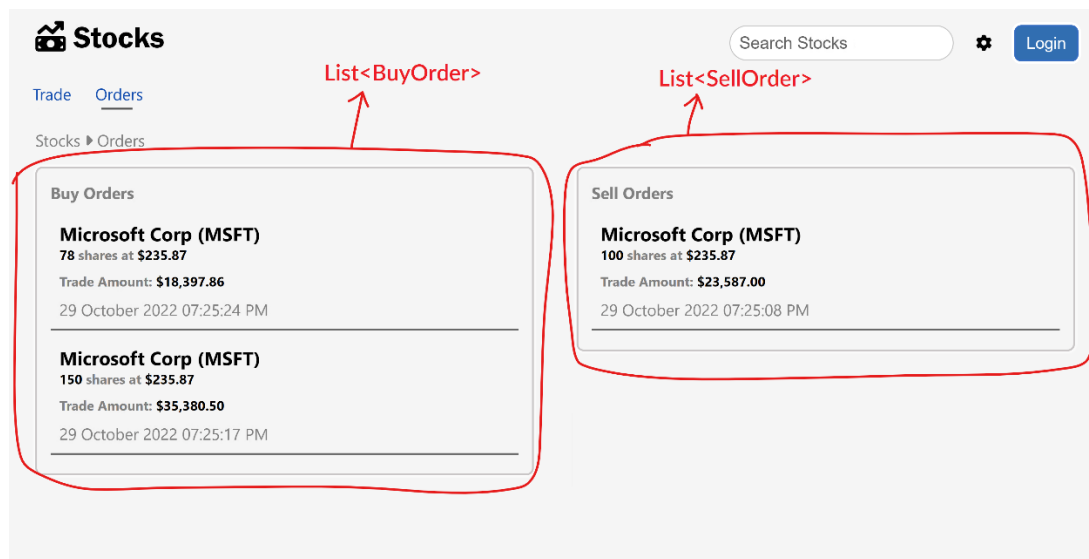 Stocks
Search Stocks
Login
List<BuyOrder>
List<SellOrder>
Trade Orders
Stocks Orders
Buy Orders
Microsoft Corp (MSFT)
78 shares at $235.87
Trade Amount: $18,397.86
29 October 2022 07:25:24 PM
Microsoft Corp (MSFT)
150 shares at $235.87
Trade Amount: $35,380.50
29 October 2022 07:25:17 PM
Sell Orders
Microsoft Corp (MSFT)
100 shares at $235.87
Trade Amount: $23,587.00
29 October 2022 07:25:08 PM